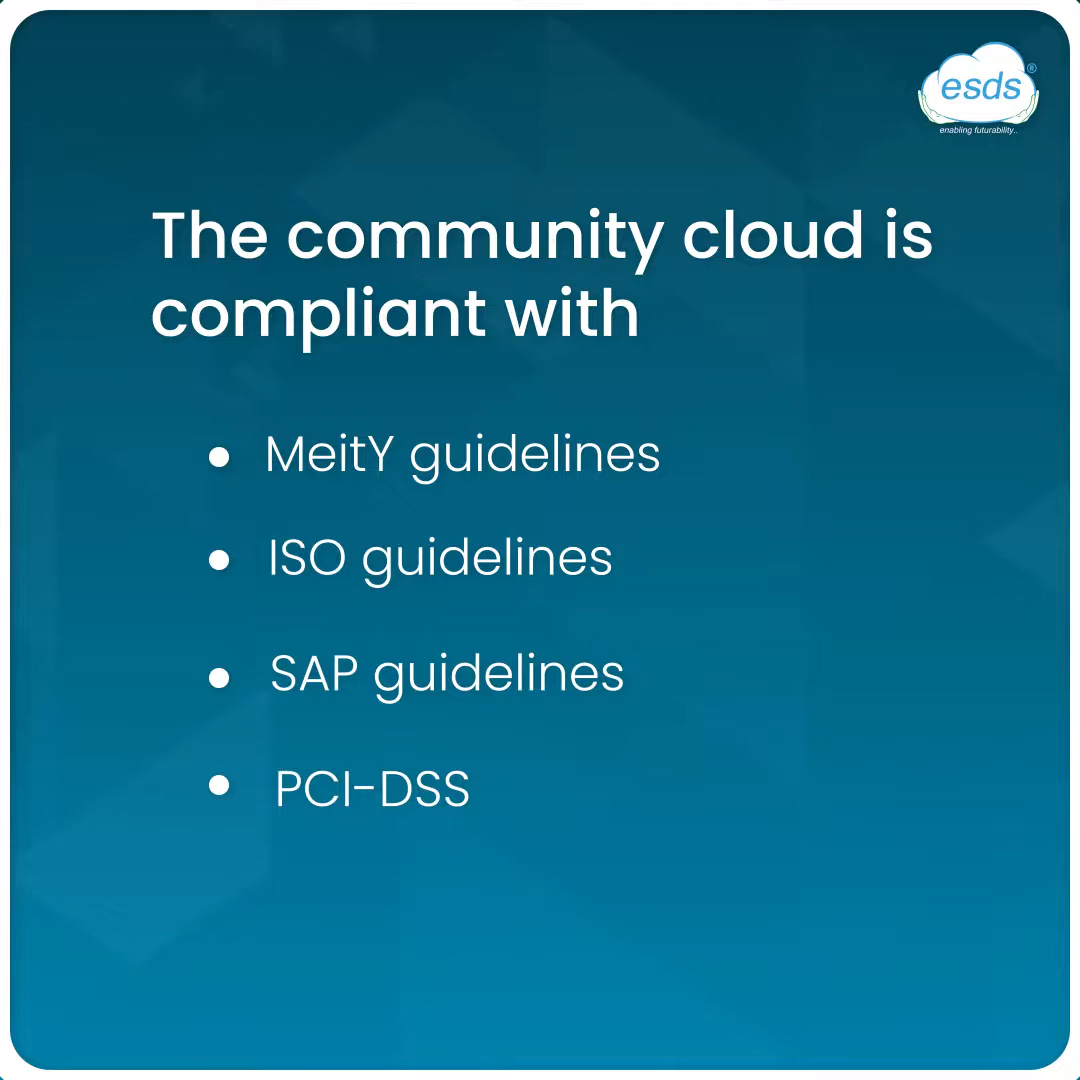 esds®
enabling futurability..
The community cloud is
compliant with
• MeitY guidelines
• ISO guidelines
• SAP guidelines
• PCI-DSS